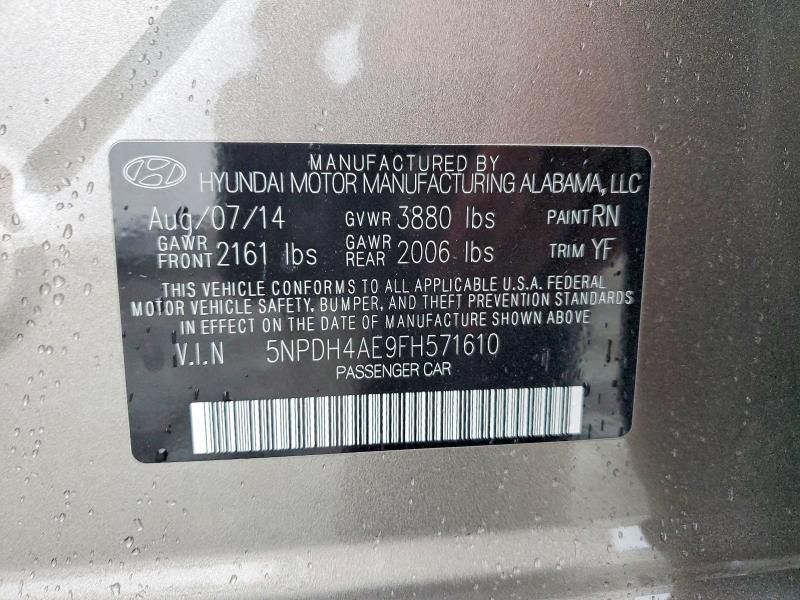 MANUFACTURED BY
HYUNDAI MOTOR MANUFACTURING ALABAMA, LLC
Aug/07/14 GVWR 3880 lbs PAINT RN
GAWR FRONT 2161 lbs GAWR REAR 2006 lbs TRIM YF
THIS VEHICLE CONFORMS TO ALL APPLICABLE U.S.A. FEDERAL
MOTOR VEHICLE SAFETY, BUMPER, AND THEFT PREVENTION STANDARDS
IN EFFECT ON THE DATE OF MANUFACTURE SHOWN ABOVE
V.I.N 5NPDH4AE9FH571610
PASSENGER CAR